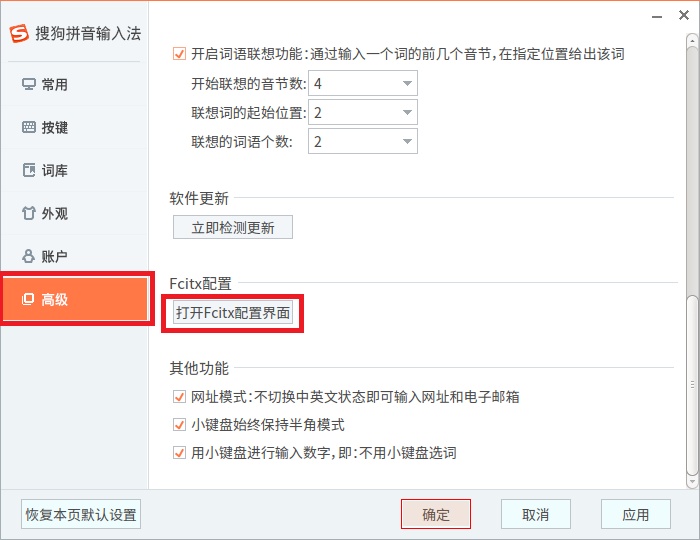 搜狗拼音输入法
常用
按键
词库
外观
账户
高级
开启词语联想功能：通过输入一个词的前几个音节，在指定位置给出该词
开始联想的音节数: 4
联想词的起始位置: 2
联想的词语个数: 2
软件更新
立即检测更新
Fcitx配置
打开Fcitx配置界面
其他功能
网址模式：不切换中英文状态即可输入网址和电子邮箱
小键盘始终保持半角模式
用小键盘进行输入数字，即：不用小键盘选词
恢复本页默认设置 确定 取消 应用